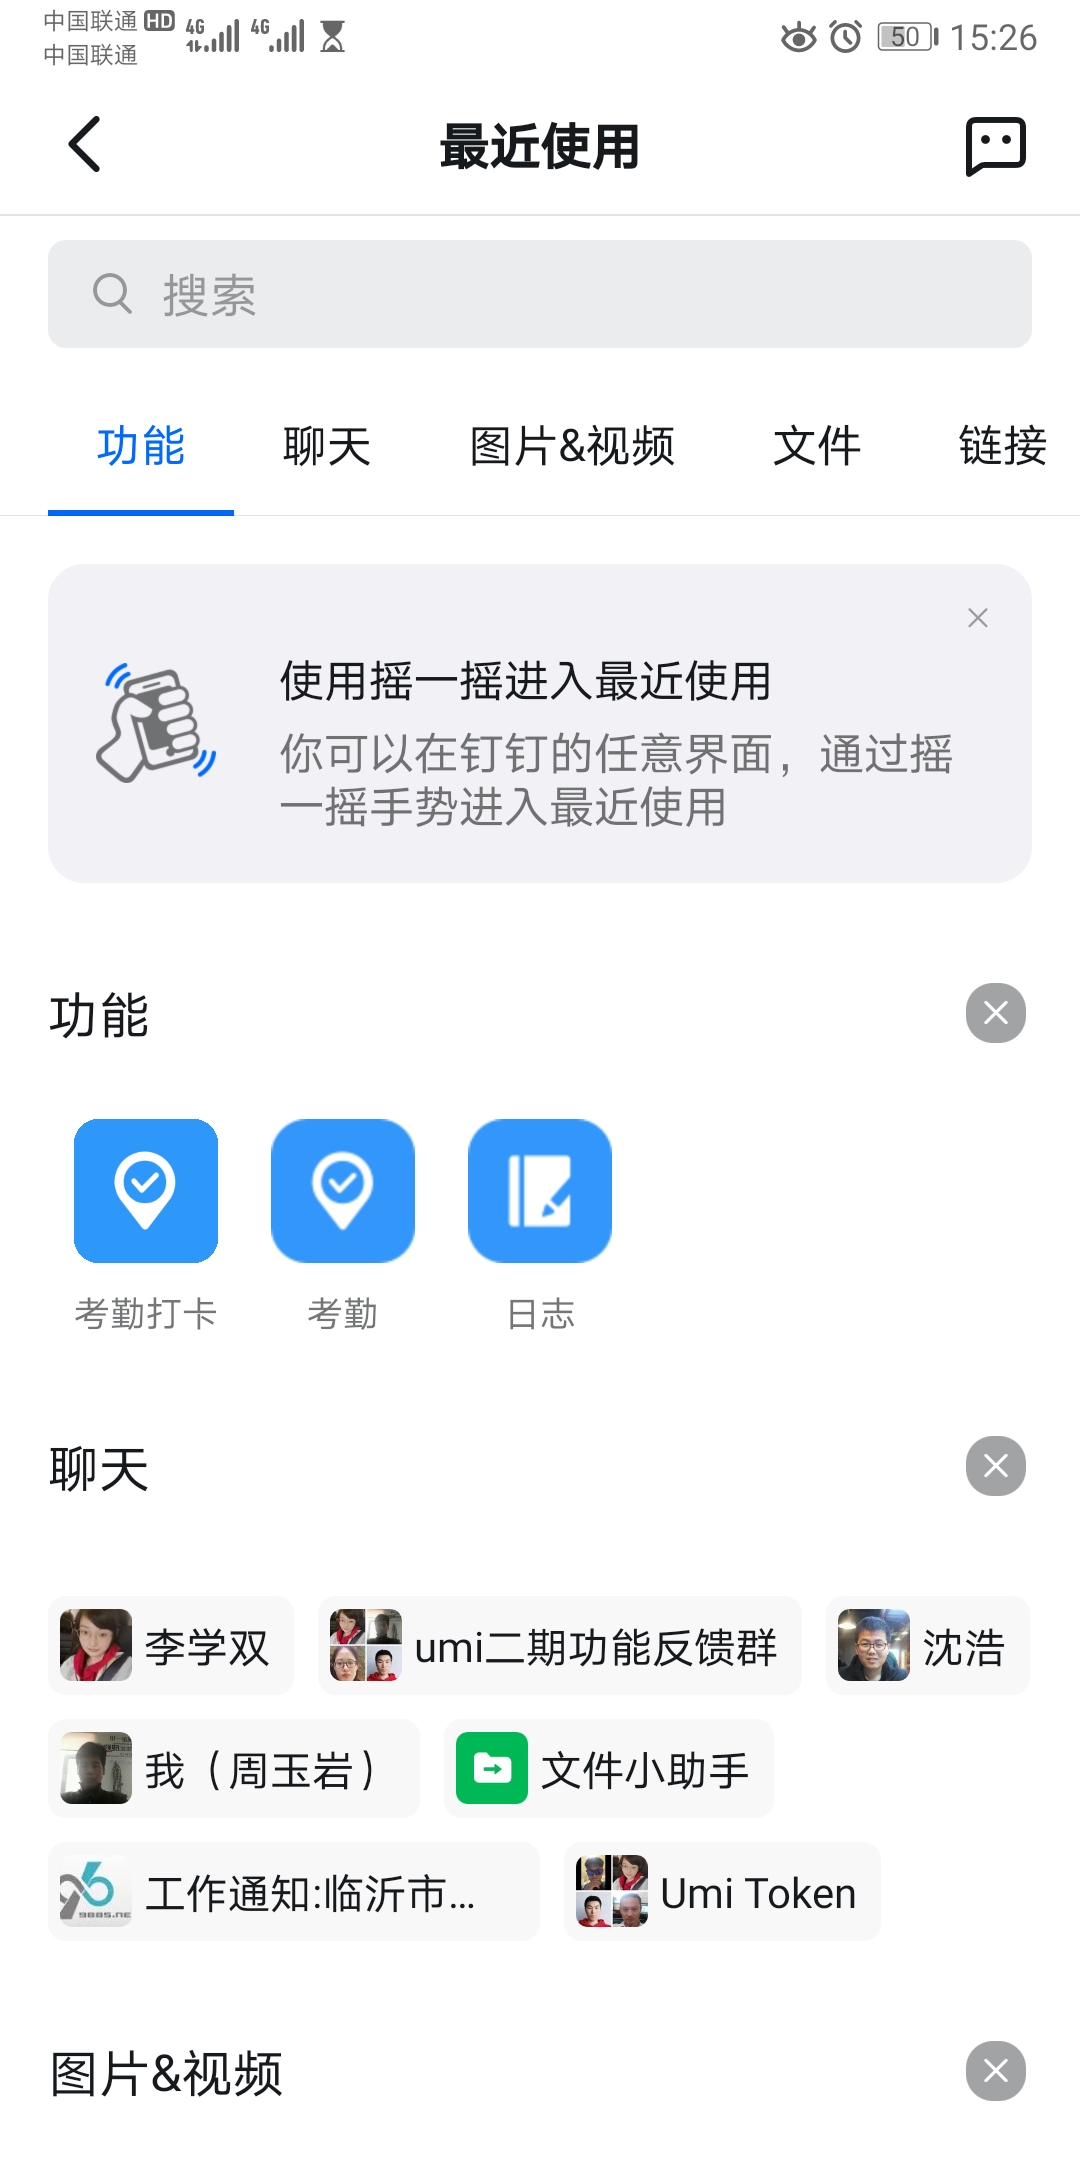 中国联通 HD 4G 4G 50 15:26
中国联通
最近使用
搜索
功能 聊天 图片&视频 文件 链接
使用摇一摇进入最近使用
你可以在钉钉的任意界面，通过摇
一摇手势进入最近使用
功能
考勤打卡 考勤 日志
聊天
李学双 umi二期功能反馈群 沈浩
我（周玉岩） 文件小助手
9885.NE 工作通知:临沂市... Umi Token
图片&视频